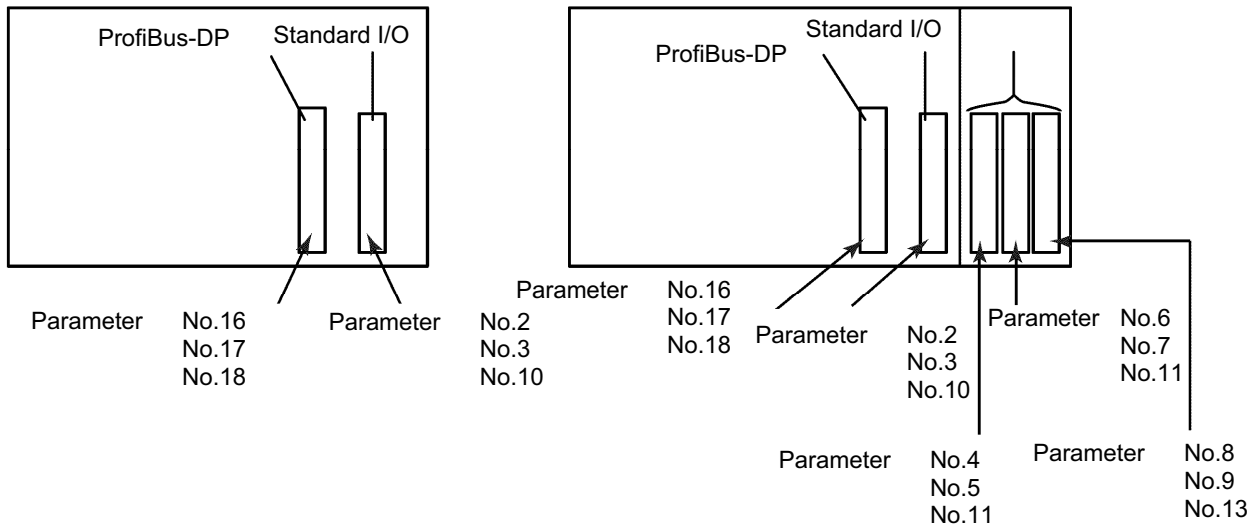 ProfiBus-DP
Standard I/O
Parameter
No.16
No.17
No.18
Parameter
No.2
No.3
No.10
ProfiBus-DP
Standard I/O
Parameter
No.16
No.17
No.18
Parameter
No.2
No.3
No.10
Parameter
No.6
No.7
No.11
Parameter
No.4
No.5
No.11
Parameter
No.8
No.9
No.13